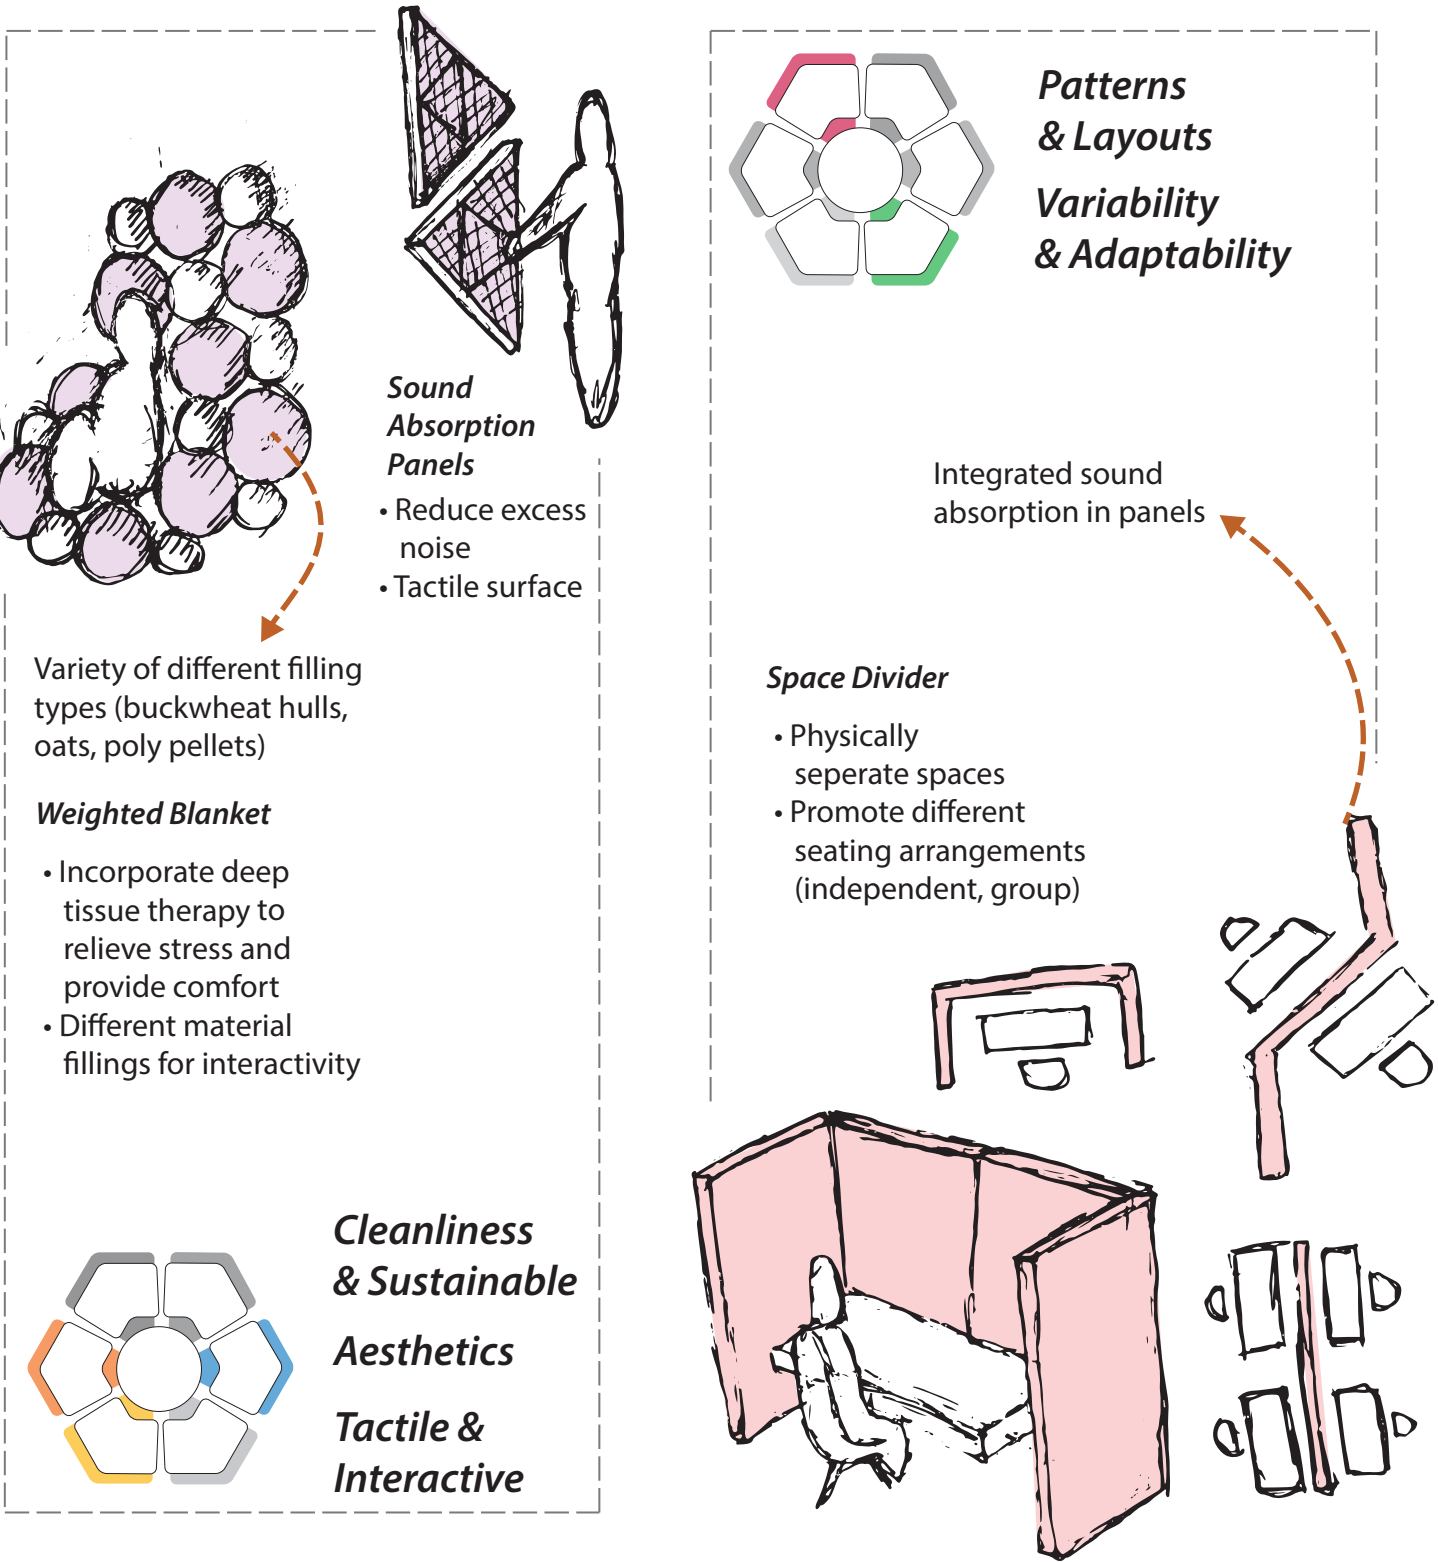 Sound
Absorption
Panels
• Reduce excess
noise
• Tactile surface
Variety of different filling
types (buckwheat hulls,
oats, poly pellets)
Weighted Blanket
• Incorporate deep
tissue therapy to
relieve stress and
provide comfort
• Different material
fillings for interactivity
Cleanliness
& Sustainable
Aesthetics
Tactile &
Interactive
Patterns
& Layouts
Variability
& Adaptability
Integrated sound
absorption in panels
Space Divider
• Physically
seperate spaces
• Promote different
seating arrangements
(independent, group)